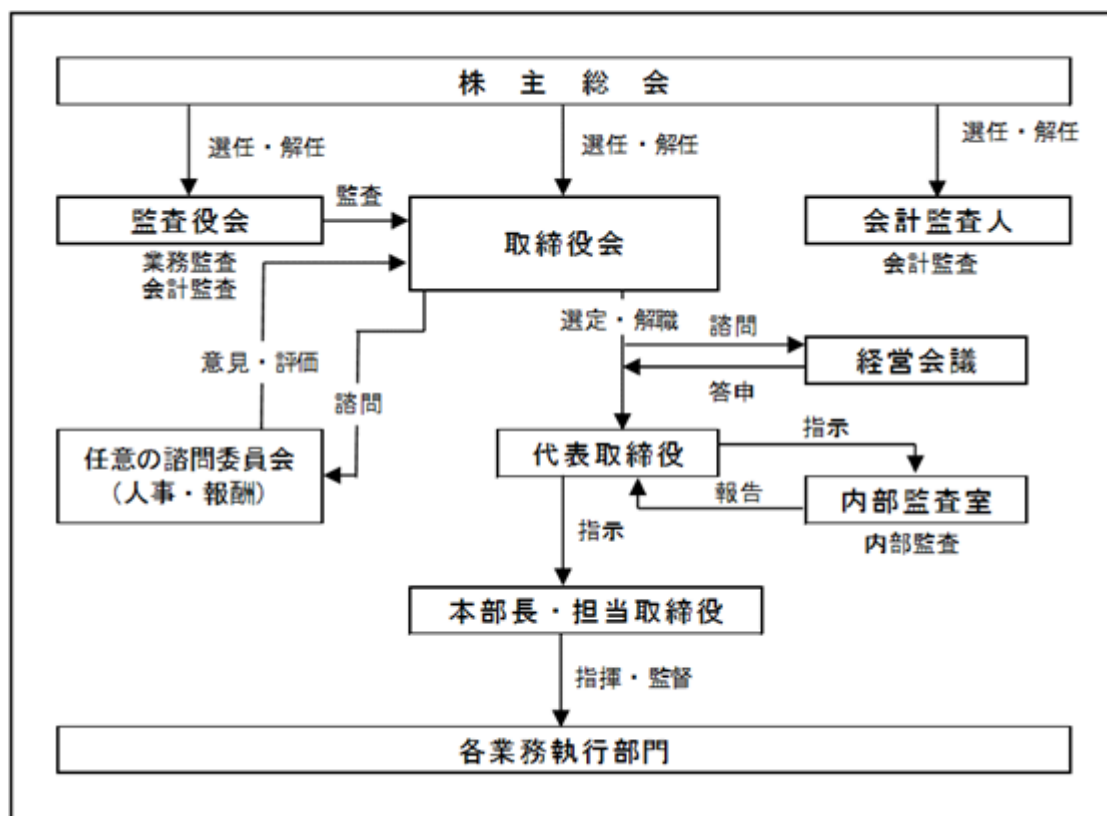 株主総会
選任・解任
選任・解任
選任・解任
監査役会
監査
取締役会
会計監査人
業務監査
会計監査
会計監査
選定・解職
諮問
経営会議
答申
意見・評価
諮問
任意の諮問委員会
（人事・報酬）
代表取締役
指示
報告
内部監査室
内部監査
指示
本部長・担当取締役
指揮・監督
各業務執行部門